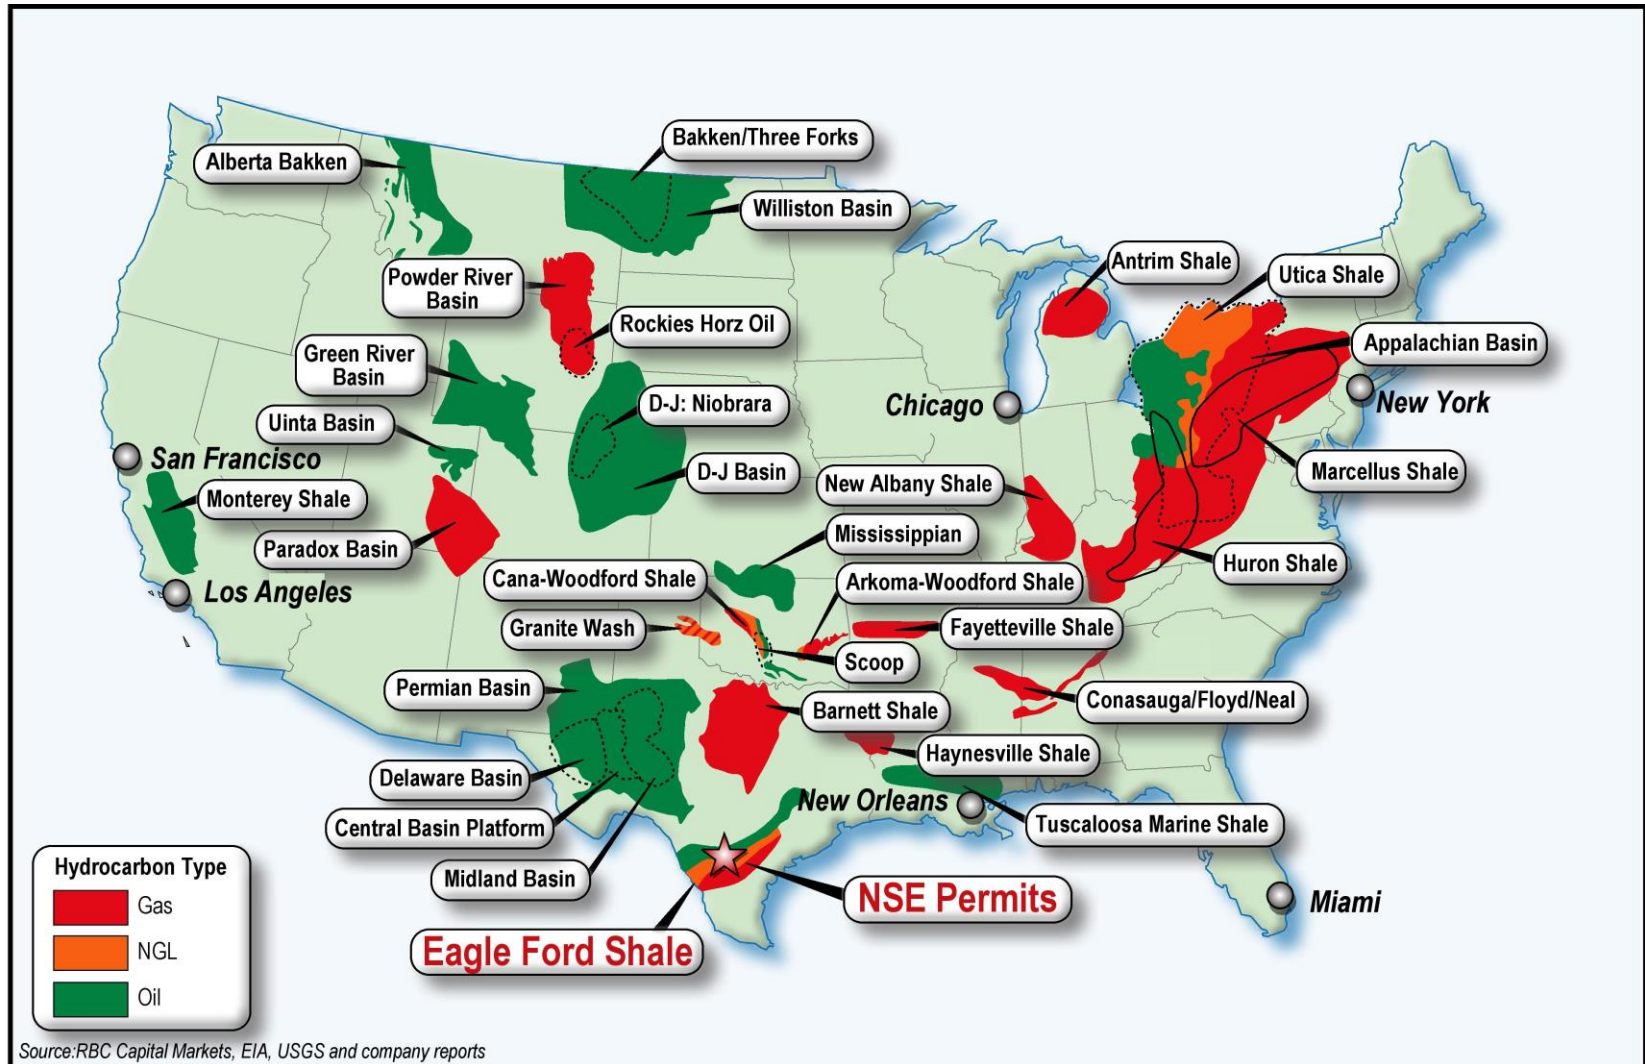 Bakken/Three Forks
Alberta Bakken
Williston Basin
Antrim Shale
Utica Shale
Powder River
Basin
Rockies Horz Oil
Appalachian Basin
Green River
Basin
D-J: Niobrara
Chicago
New York
Uinta Basin
San Francisco
D-J Basin
Marcellus Shale
New Albany Shale
Monterey Shale
Mississippian
Paradox Basin
Huron Shale
Cana-Woodford Shale
Arkoma-Woodford Shale
Los Angeles
Granite Wash
Fayetteville Shale
Scoop
Permian Basin
Conasauga/Floyd/Neal
Barnett Shale
Haynesville Shale
Delaware Basin
New Orleans
Central Basin Platform
Tuscaloosa Marine Shale
Midland Basin
NSE Permits
Miami
Eagle Ford Shale
Hydrocarbon Type
Gas
NGL
Oil
Source:RBC Capital Markets, EIA, USGS and company reports